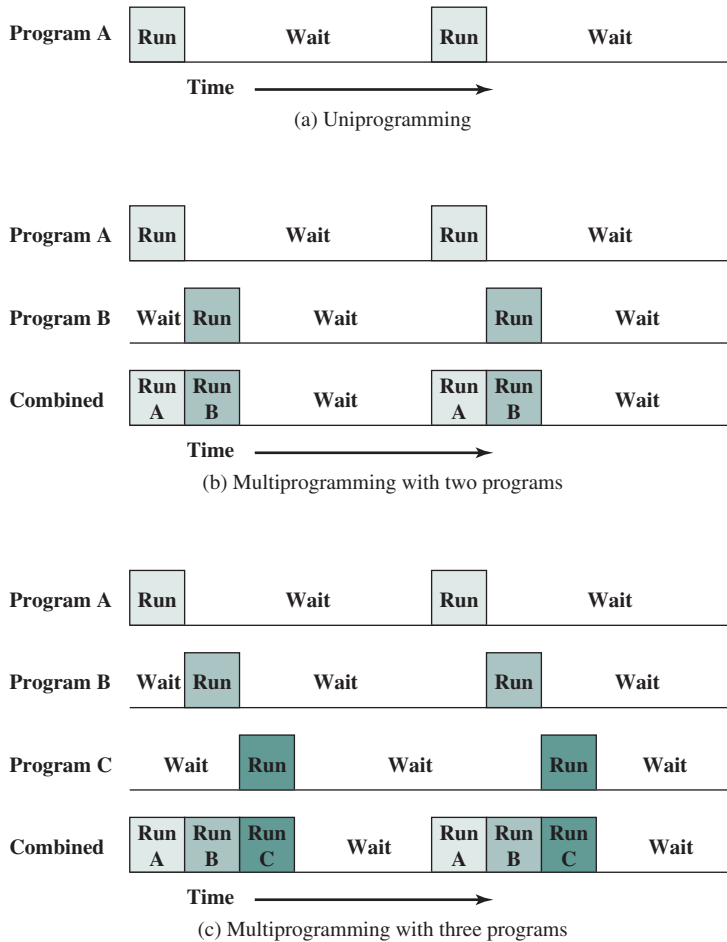 Program A Run Wait Run Wait
Time
(a) Uniprogramming
Program A Run Wait Run Wait
Program B Wait Run Wait Run Wait
Combined Run A Run B Wait Run A Run B Wait
Time
(b) Multiprogramming with two programs
Program A Run Wait Run Wait
Program B Wait Run Wait Run Wait
Program C Wait Run Wait Run Wait
Combined Run A Run B Run C Wait Run A Run B Run C Wait
Time
(c) Multiprogramming with three programs